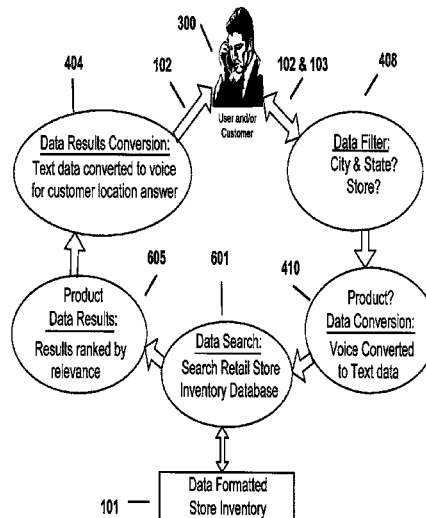 300
404
102
102 & 103
408
User and/or
Customer
Data Results Conversion:
Text data converted to voice
for customer location answer
Data Filter:
City & State?
Store?
605
601
410
Product
Data Results:
Results ranked by
relevance
Data Search:
Search Retail Store
Inventory Database
Product?
Data Conversion:
Voice Converted
to Text data
101
Data Formatted
Store Inventory